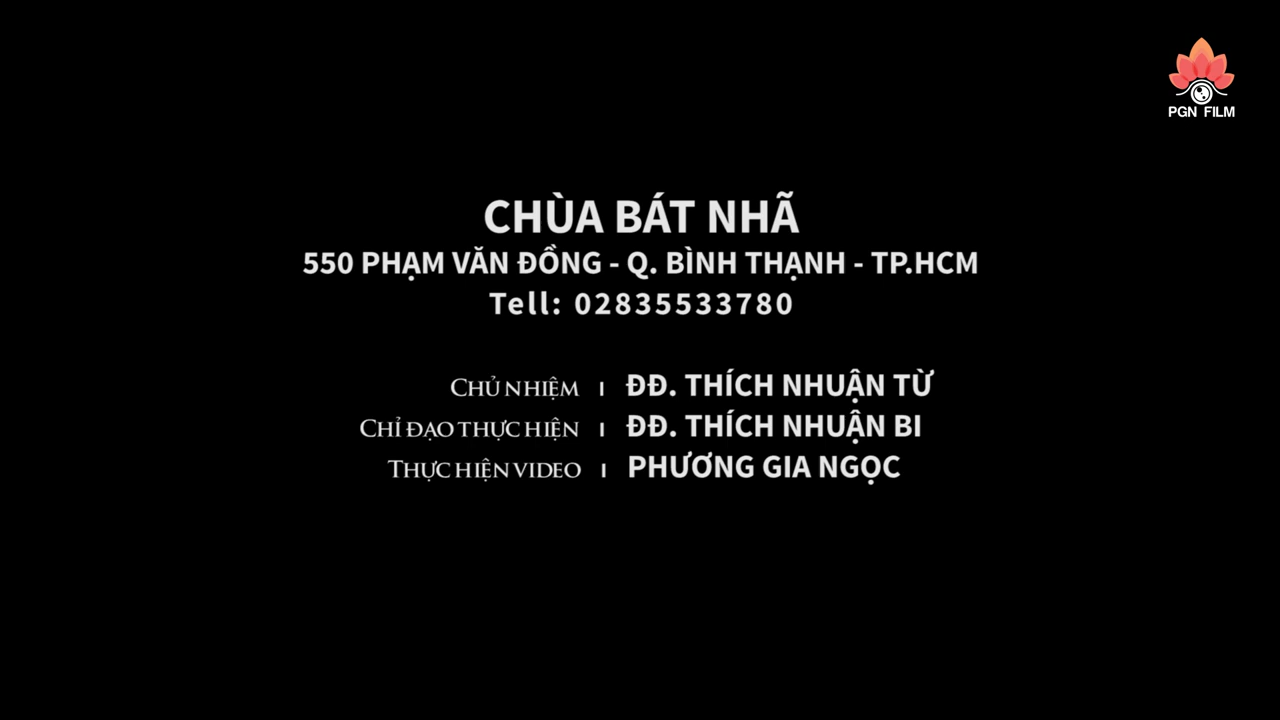 PGN FILM
CHÙA BÁT NHÃ
550 PHẠM VĂN ĐỒNG - Q. BÌNH THẠNH - TP.HCM
Tell: 02835533780
CHỦ NHIỆM | ĐĐ. THÍCH NHUẬN TỪ
CHỈ ĐẠO THỰC HIỆN | ĐĐ. THÍCH NHUẬN BI
THỰC HIỆN VIDEO | PHƯƠNG GIA NGỌC